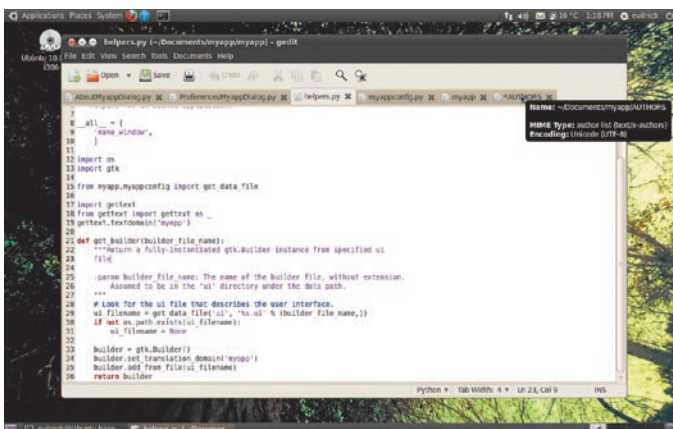 Applications Places System 16 °C 1:18PM evilnick
helpers.py (~/Documents/myapp/myapp) - gedit
File Edit View Search Tools Documents Help
Open Save Undo
AboutMyappDialog.py PreferencesMyappDialog.py helpers.py myappconfig.py myapp *AUTHORS
Name: ~/Documents/myapp/AUTHORS
MIME Type: author list (text/x-authors)
Encoding: Unicode (UTF-8)
7
8 __all__ = [
9 'make_window',
10 ]
11
12 import os
13 import gtk
14
15 from myapp.myappconfig import get_data_file
16
17 import gettext
18 from gettext import gettext as _
19 gettext.textdomain('myapp')
20
21 def get_builder(builder_file_name):
22 """Return a fully-instantiated gtk.Builder instance from specified ui
23 file
24
25 :param builder_file_name: The name of the builder file, without extension.
26 Assumed to be in the 'ui' directory under the data path.
27 """
28 # Look for the ui file that describes the user interface.
29 ui_filename = get_data_file('ui', '%s.ui' % (builder_file_name,))
30 if not os.path.exists(ui_filename):
31 ui_filename = None
32
33 builder = gtk.Builder()
34 builder.set_translation_domain('myapp')
35 builder.add_from_file(ui_filename)
36 return builder
Python Tab Width: 4 Ln 23, Col 9 INS